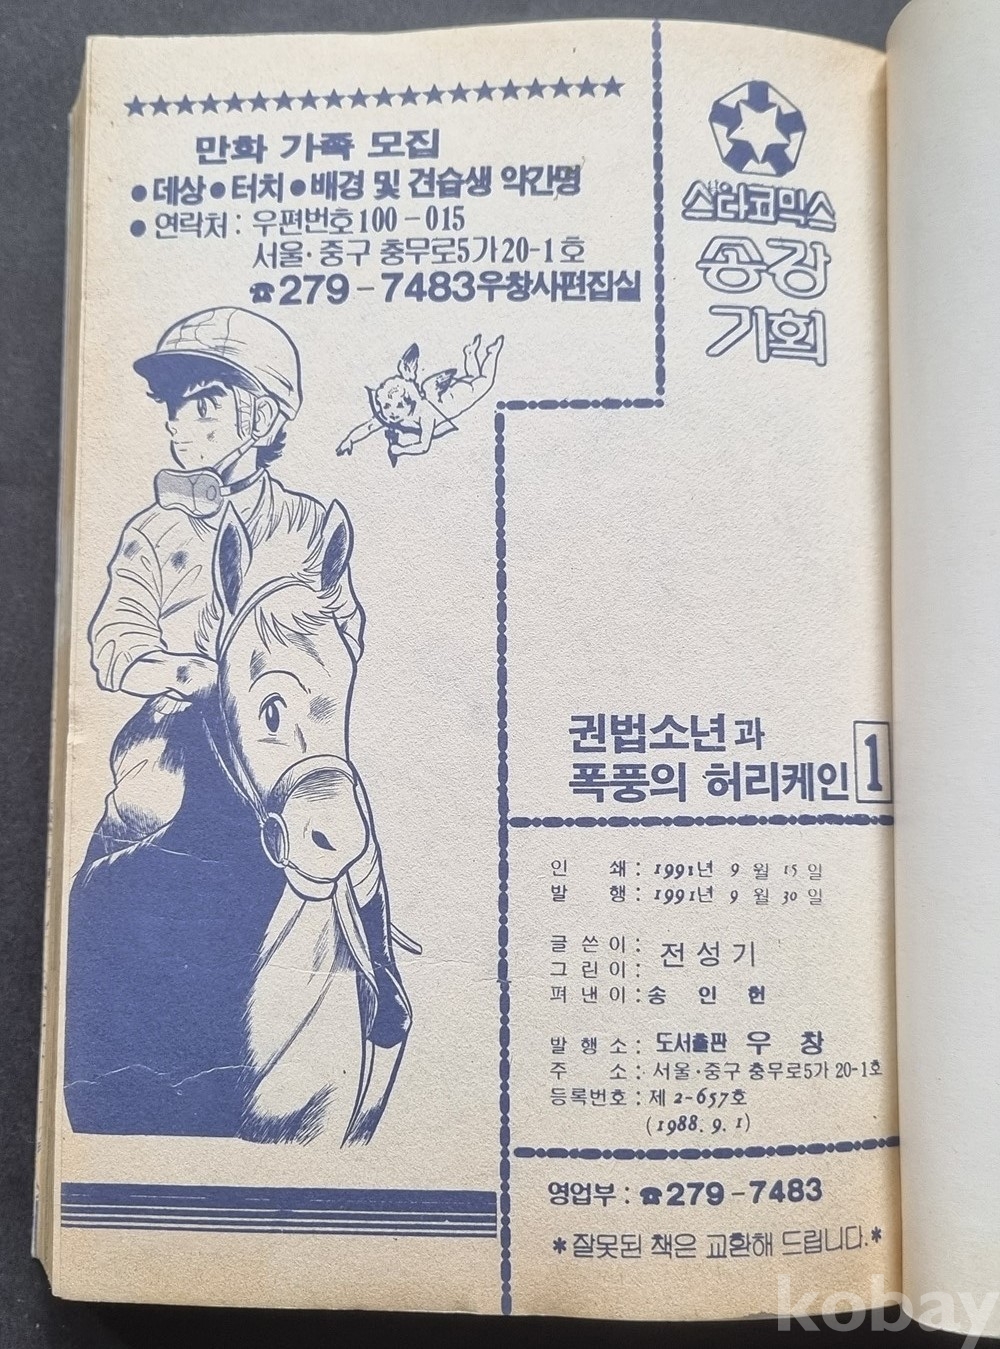 만화 가족 모집
●데상●터치●배경 및 견습생 약간명
●연락처: 우편번호 100-015
서울·중구 충무로5가 20-1호
☎279-7483우창사편집실
스타코믹스
송강
기획
권법소년과
폭풍의 허리케인 1
인 쇄: 1991년 9월 15일
발 행: 1991년 9월 30일
글쓴이: 전성기
그린이:
펴낸이: 송 인 헌
발행소: 도서출판 우 창
주 소: 서울·중구 충무로5가 20-1호
등록번호: 제 2-657호
(1988. 9. 1)
영업부: ☎279-7483
*잘못된 책은 교환해 드립니다.*
kobay